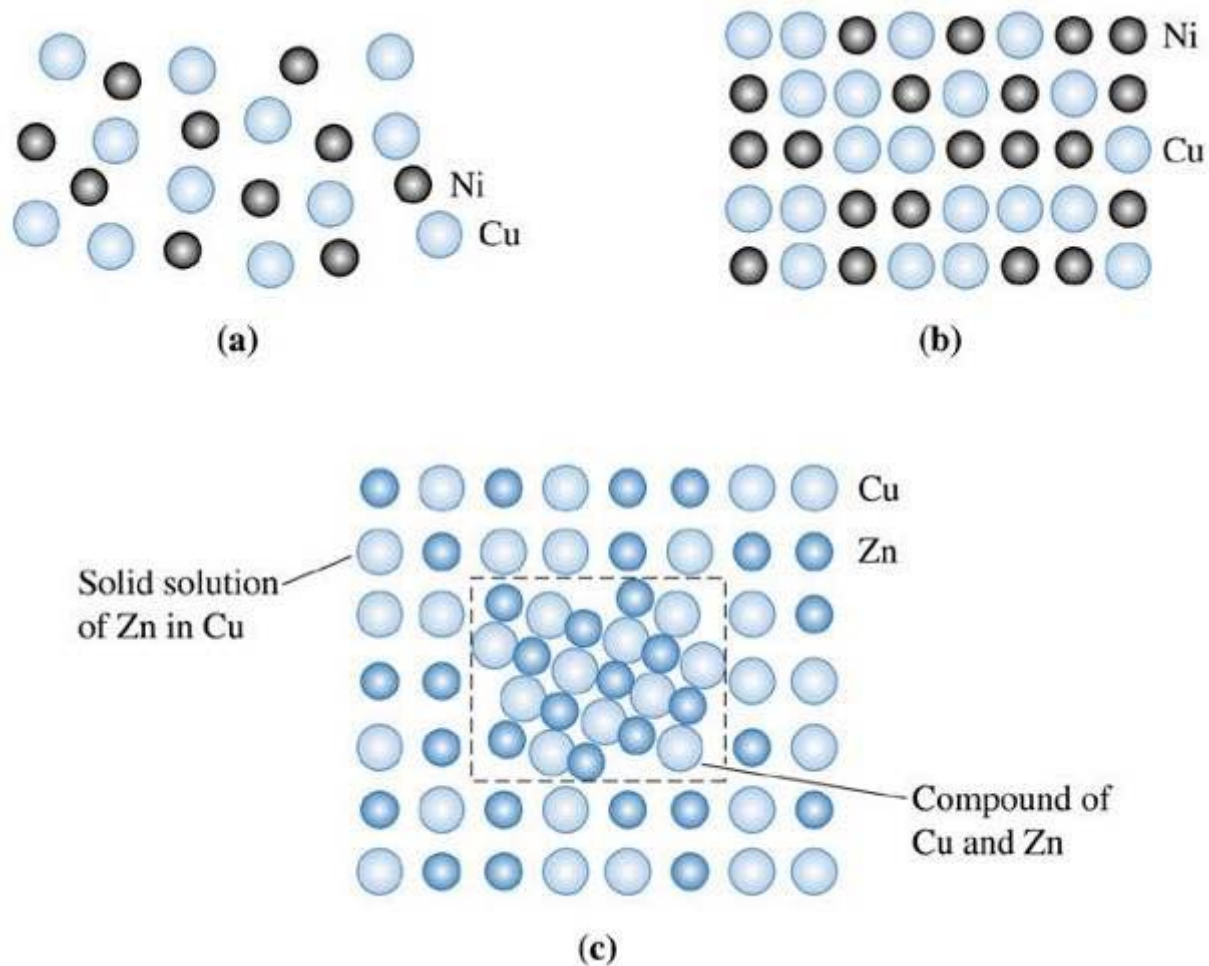 Ni
Cu
Ni
Cu
(a)
(b)
Cu
Zn
Solid solution
of Zn in Cu
Compound of
Cu and Zn
(c)